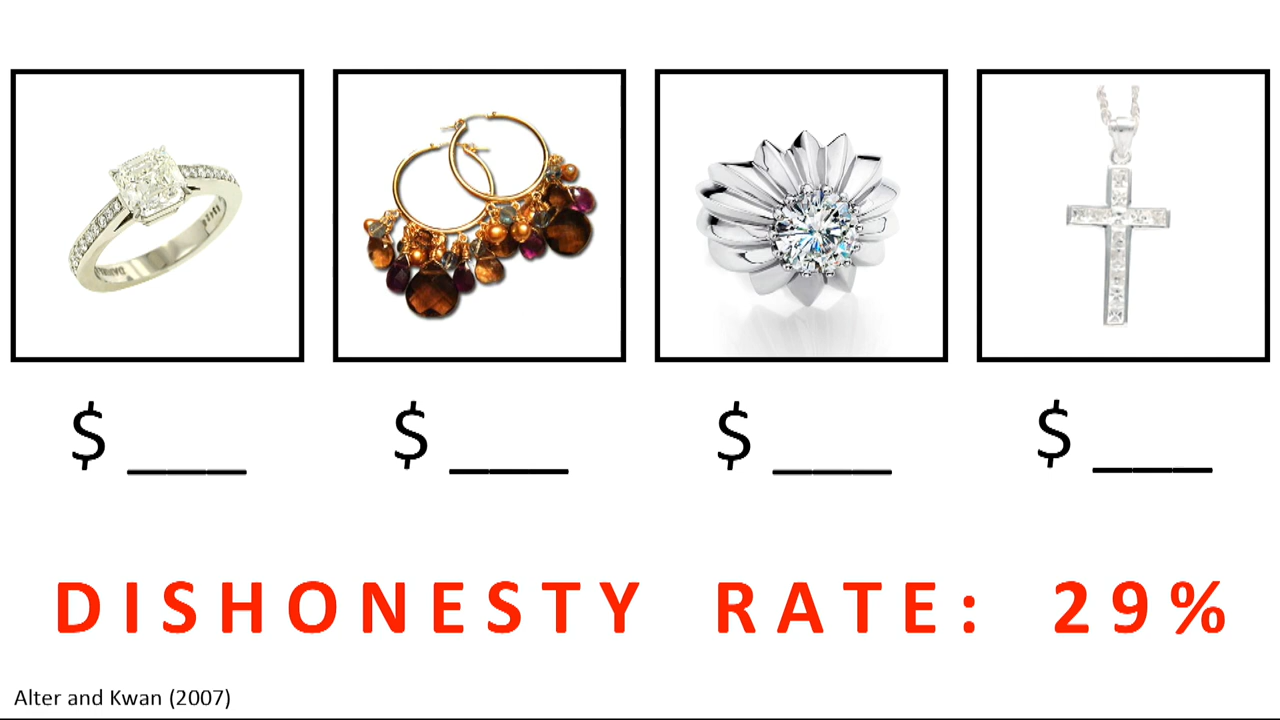 $ ___ $ ___ $ ___ $ ___
DISHONESTY RATE: 29%
Alter and Kwan (2007)